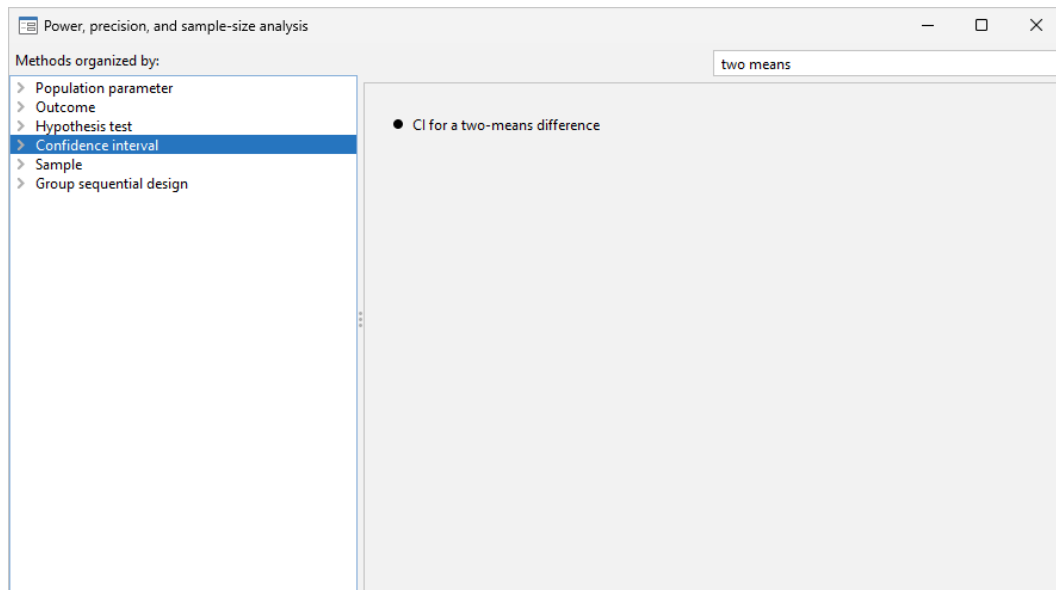 Power, precision, and sample-size analysis
Methods organized by:
two means
Population parameter
Outcome
Hypothesis test
Confidence interval
Sample
Group sequential design
CI for a two-means difference